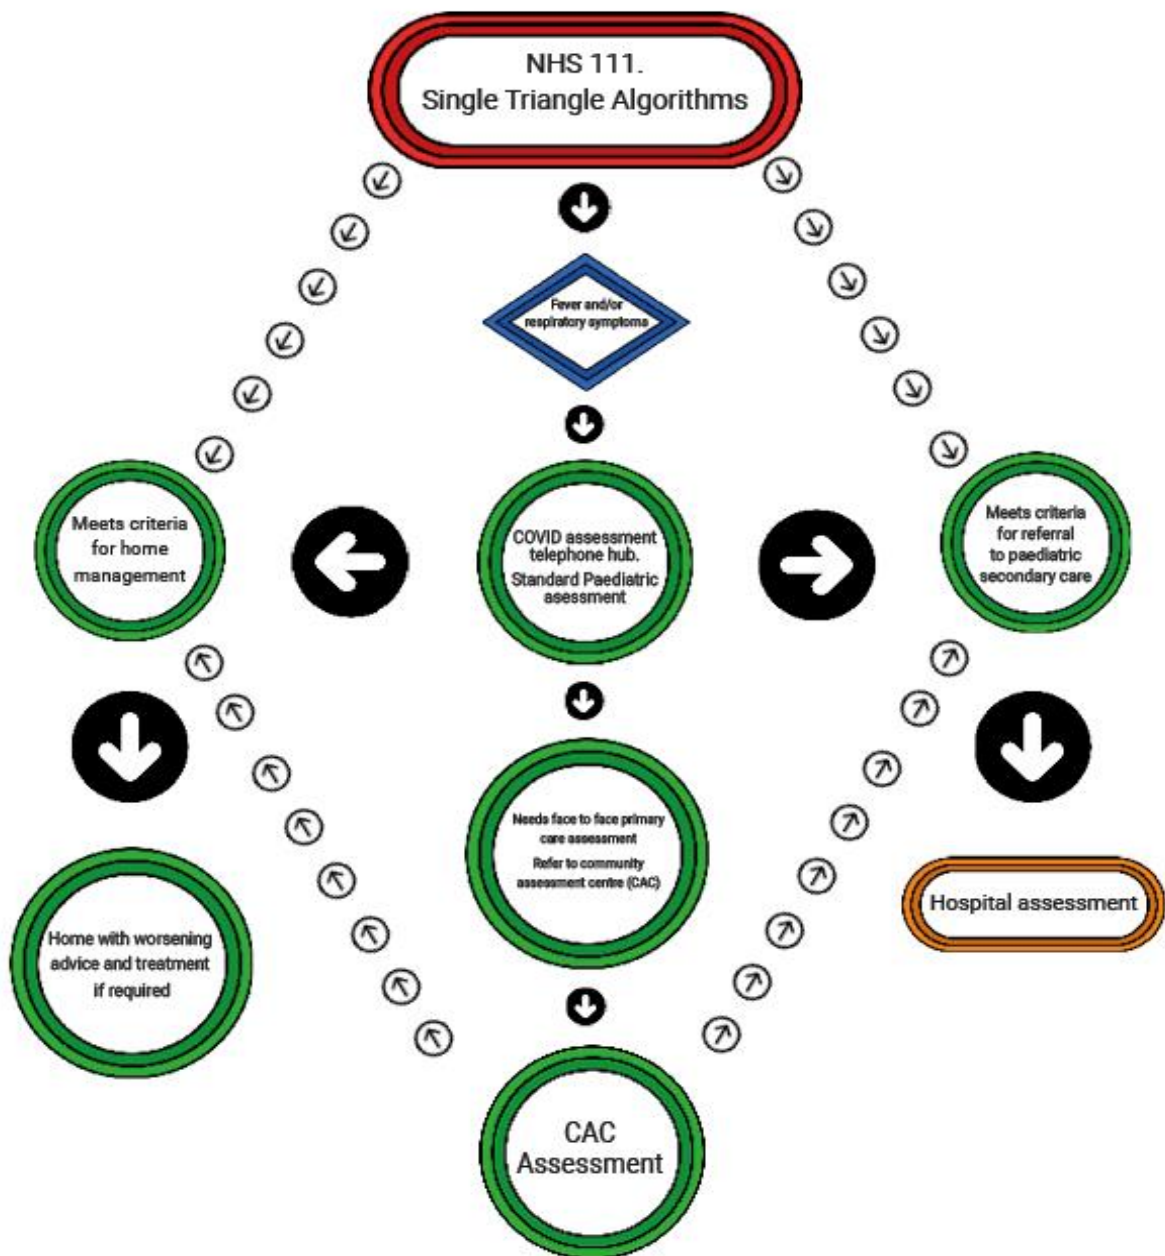 NHS 111.
Single Triangle Algorithms
Fever and/or
respiratory symptoms
Meets criteria
for home
management
COVID assessment
telephone hub.
Standard Paediatric
asessment
Meets criteria
for referral
to paediatric
secondary care
Needs face to face primary
care assessment
Refer to community
assessment centre (CAC)
Home with worsening
advice and treatment
if required
Hospital assessment
CAC
Assessment